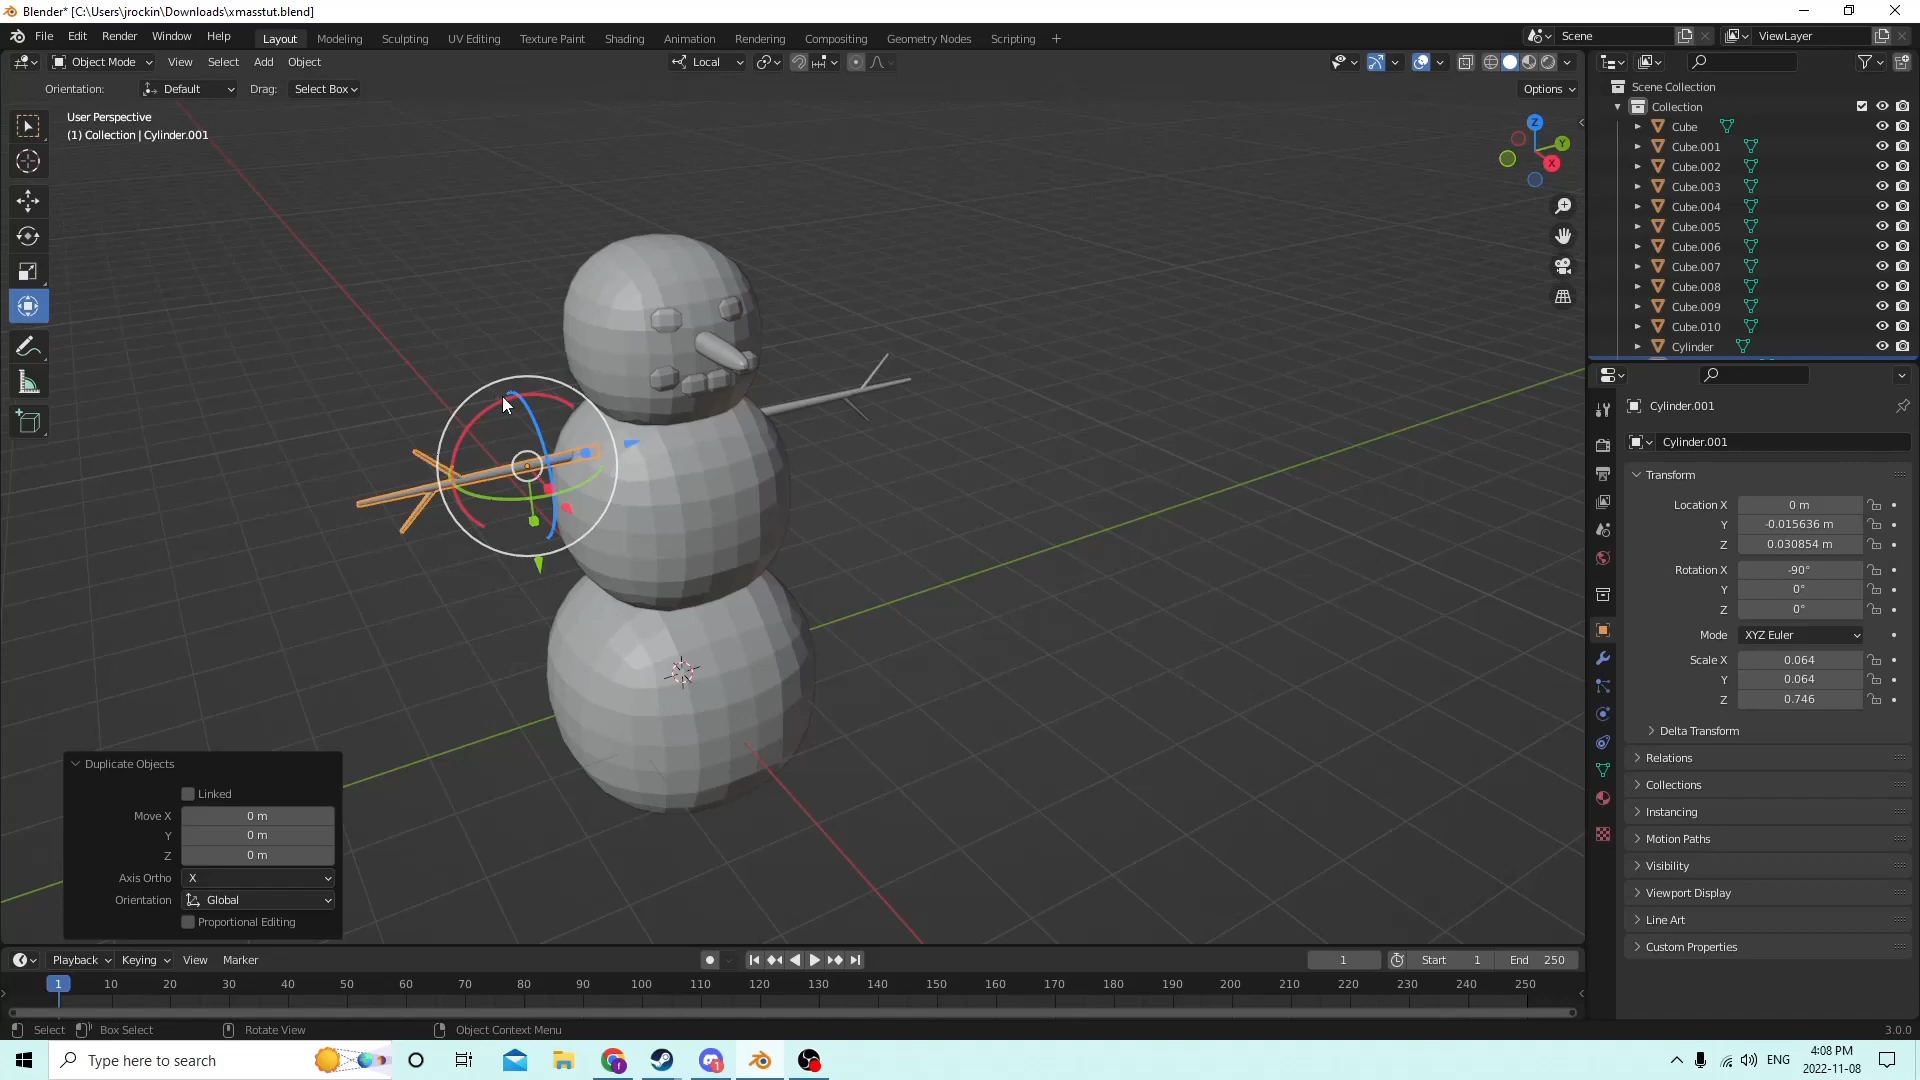 Blender* [C:\Users\jrockin\Downloads\xmasstut.blend]
File Edit Render Window Help Layout Modeling Sculpting UV Editing Texture Paint Shading Animation Rendering Compositing Geometry Nodes Scripting + Scene ViewLayer
Object Mode View Select Add Object Local
Orientation: Default Drag: Select Box Options
User Perspective
(1) Collection | Cylinder.001
Z
Y
X
Scene Collection
Collection
Cube
Cube.001
Cube.002
Cube.003
Cube.004
Cube.005
Cube.006
Cube.007
Cube.008
Cube.009
Cube.010
Cylinder
Cylinder.001
Cylinder.001
Transform
Location X 0 m
Y -0.015636 m
Z 0.030854 m
Rotation X -90°
Y 0°
Z 0°
Mode XYZ Euler
Scale X 0.064
Y 0.064
Z 0.746
Delta Transform
Relations
Collections
Instancing
Motion Paths
Visibility
Viewport Display
Line Art
Custom Properties
Duplicate Objects
Linked
Move X 0 m
Y 0 m
Z 0 m
Axis Ortho X
Orientation Global
Proportional Editing
Playback Keying View Marker 1 Start 1 End 250
1 10 20 30 40 50 60 70 80 90 100 110 120 130 140 150 160 170 180 190 200 210 220 230 240 250
Select Box Select Rotate View Object Context Menu 3.0.0
Type here to search ENG 4:08 PM
2022-11-08